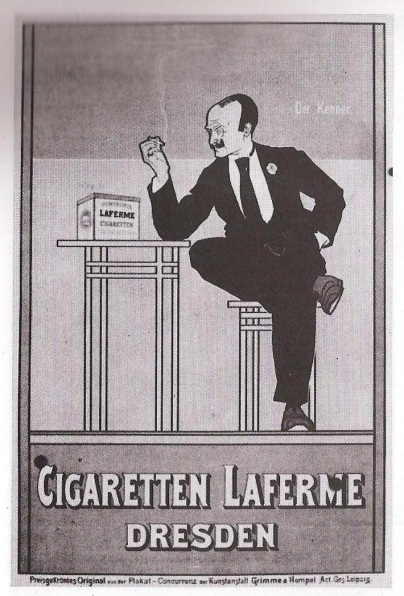 Der Kenner
LAFERME
CIGARETTEN
CIGARETTEN LAFERME
DRESDEN
Preisgekröntes Original aus der Plakat-Concurrenz der Kunstanstalt Grimme & Hempel Act. Ges. Leipzig.